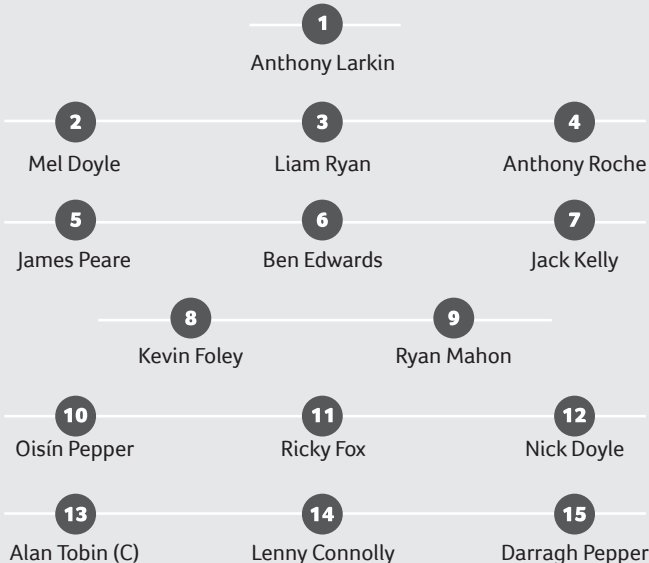 1
Anthony Larkin
2 3 4
Mel Doyle Liam Ryan Anthony Roche
5 6 7
James Peare Ben Edwards Jack Kelly
8 9
Kevin Foley Ryan Mahon
10 11 12
Oisín Pepper Ricky Fox Nick Doyle
13 14 15
Alan Tobin (C) Lenny Connolly Darragh Pepper